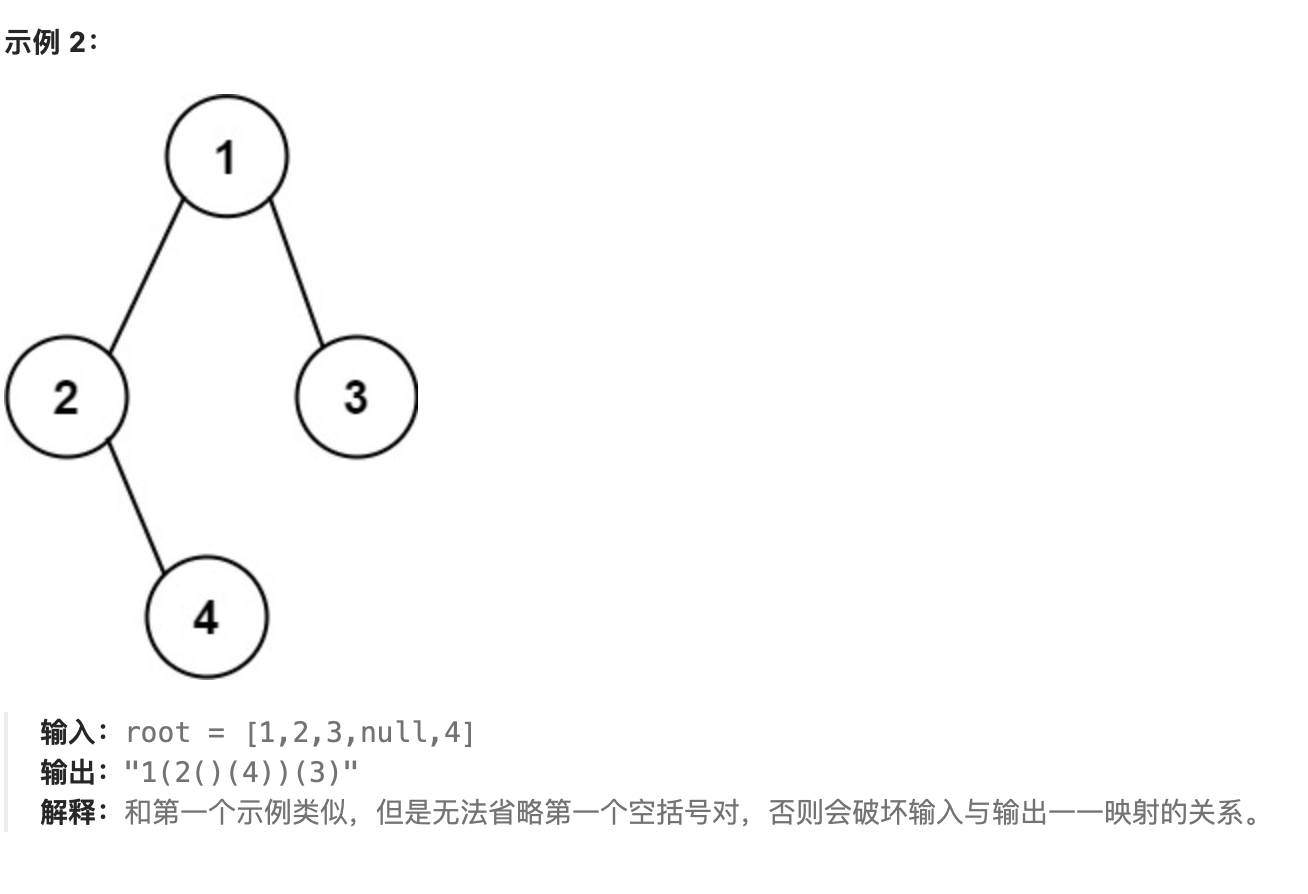 示例 2：
1
2
3
4
输入：root = [1,2,3,null,4]
输出："1(2()(4))(3)"
解释：和第一个示例类似，但是无法省略第一个空括号对，否则会破坏输入与输出一一映射的关系。